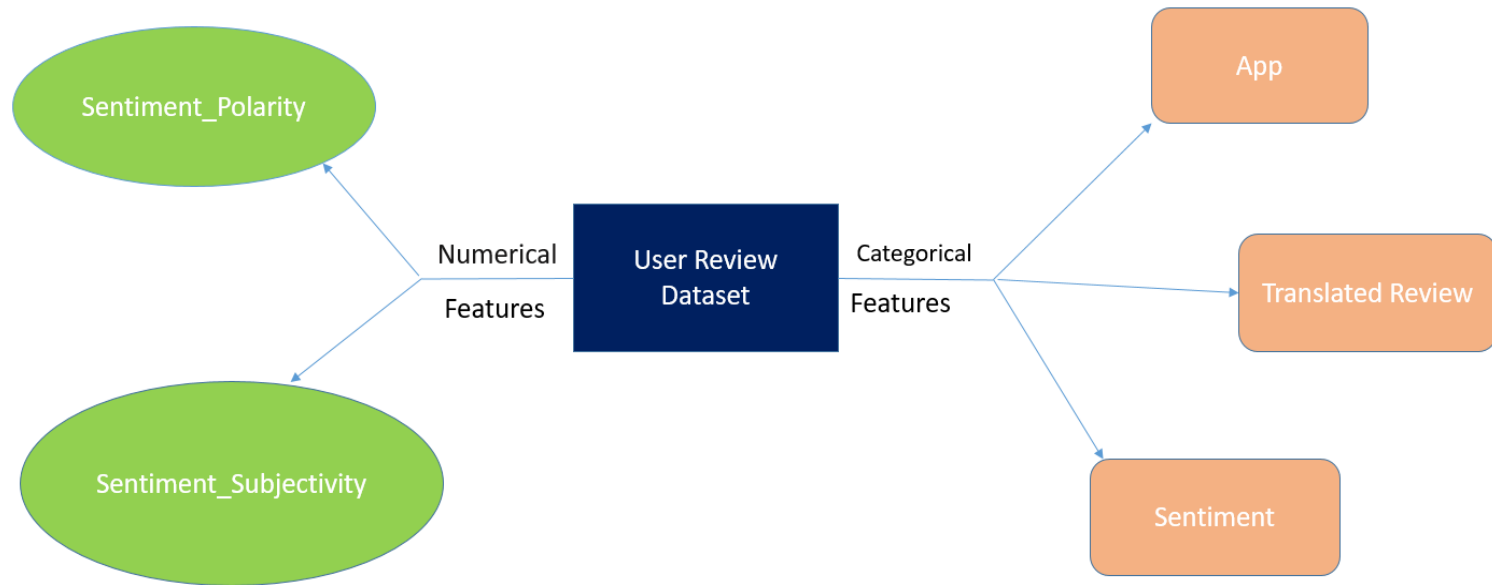 Sentiment_Polarity
Sentiment_Subjectivity
Numerical
Features
User Review
Dataset
Categorical
Features
App
Translated Review
Sentiment